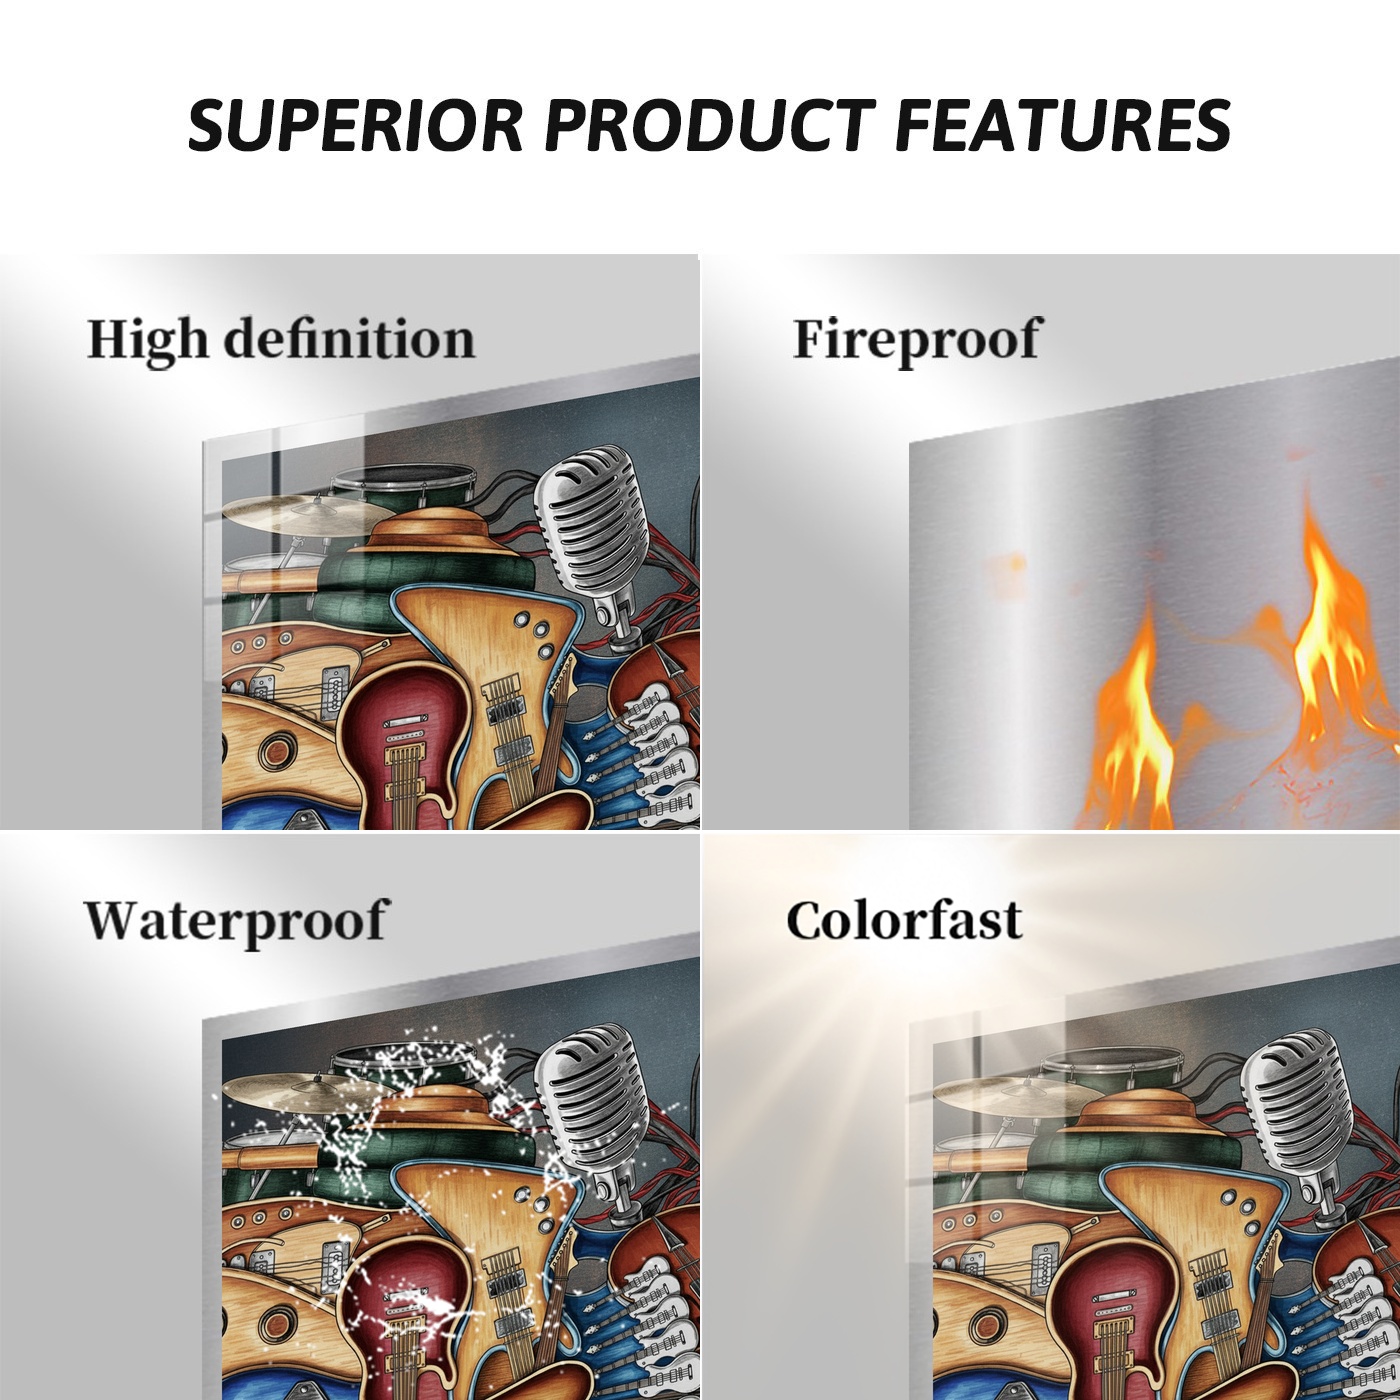 SUPERIOR PRODUCT FEATURES
High definition
Fireproof
Waterproof
Colorfast